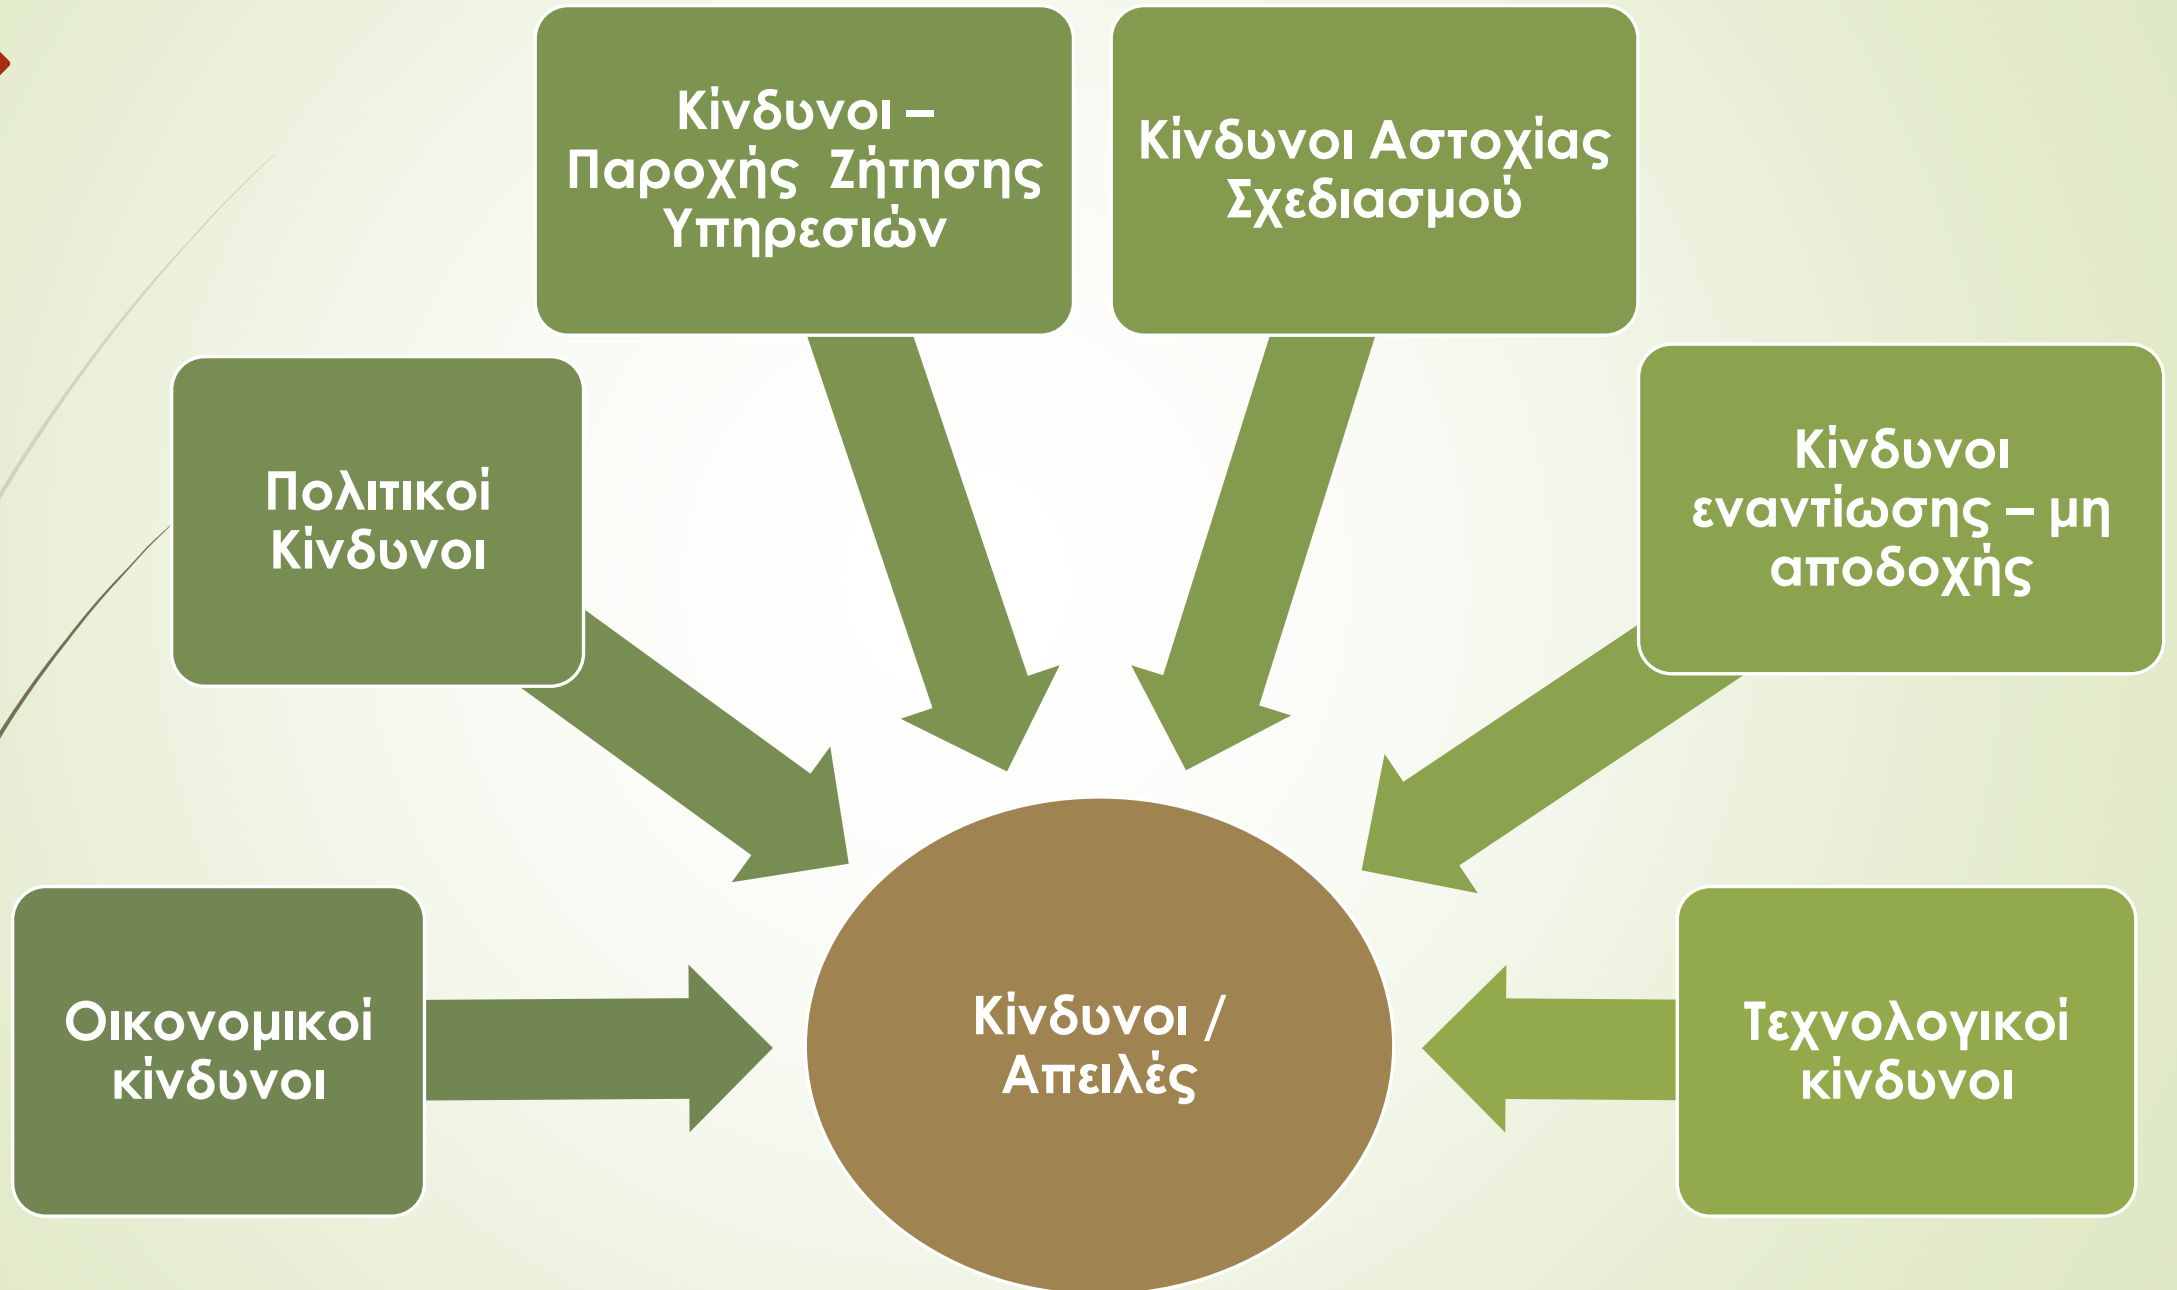 Κίνδυνοι –
Παροχής Ζήτησης
Υπηρεσιών
Κίνδυνοι Αστοχίας
Σχεδιασμού
Πολιτικοί
Κίνδυνοι
Κίνδυνοι
εναντίωσης – μη
αποδοχής
Οικονομικοί
κίνδυνοι
Κίνδυνοι /
Απειλές
Τεχνολογικοί
κίνδυνοι